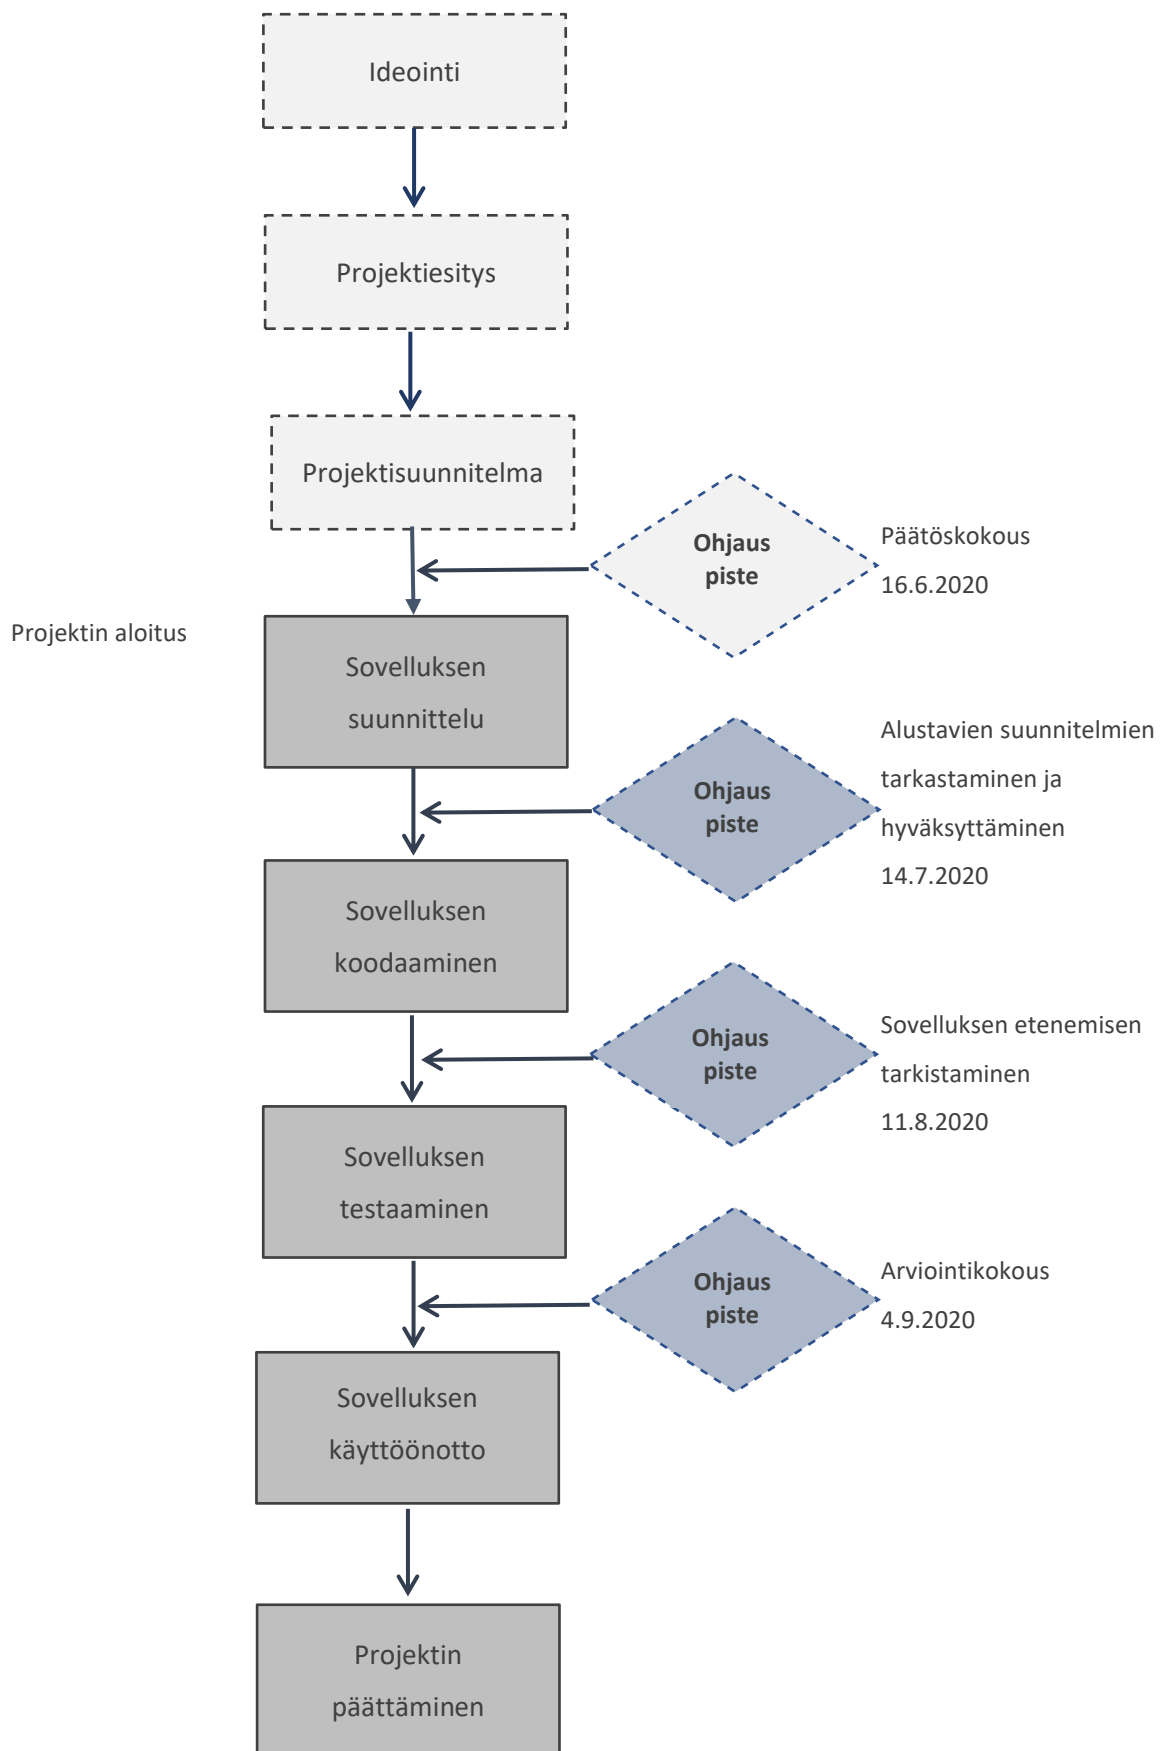 Ideointi
Projektiesitys
Projektisuunnitelma
Ohjaus
piste
Päätöskokous
16.6.2020
Projektin aloitus
Sovelluksen
suunnittelu
Ohjaus
piste
Alustavien suunnitelmien
tarkastaminen ja
hyväksyttäminen
14.7.2020
Sovelluksen
koodaaminen
Ohjaus
piste
Sovelluksen etenemisen
tarkistaminen
11.8.2020
Sovelluksen
testaaminen
Ohjaus
piste
Arviointikokous
4.9.2020
Sovelluksen
käyttöönotto
Projektin
päättäminen